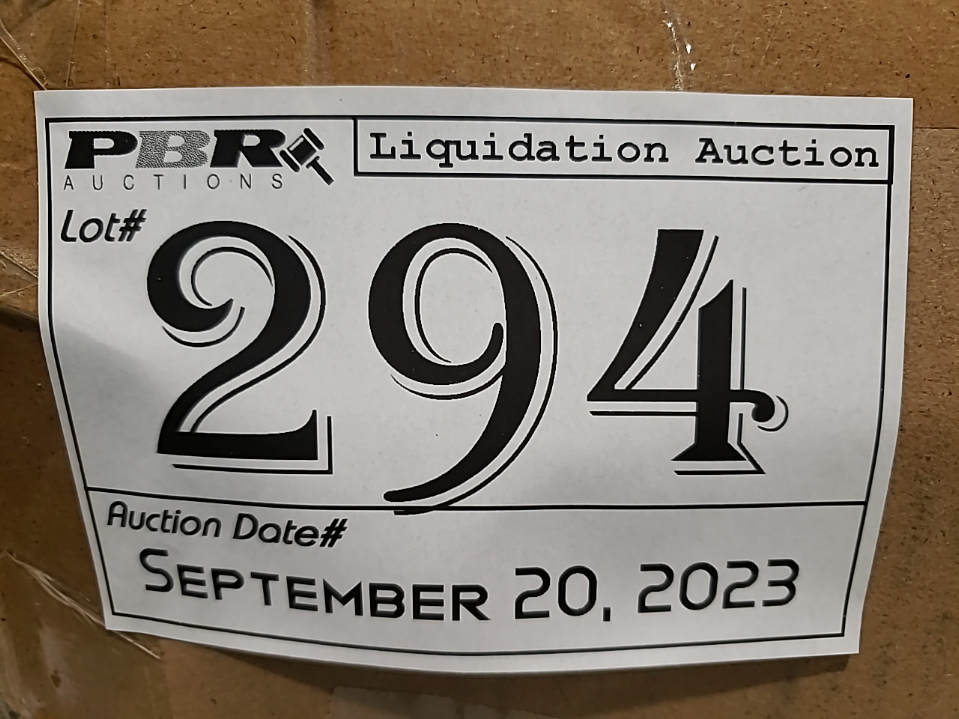 PBR
AUCTIONS
Liquidation Auction
Lot#
294
Auction Date#
September 20, 2023